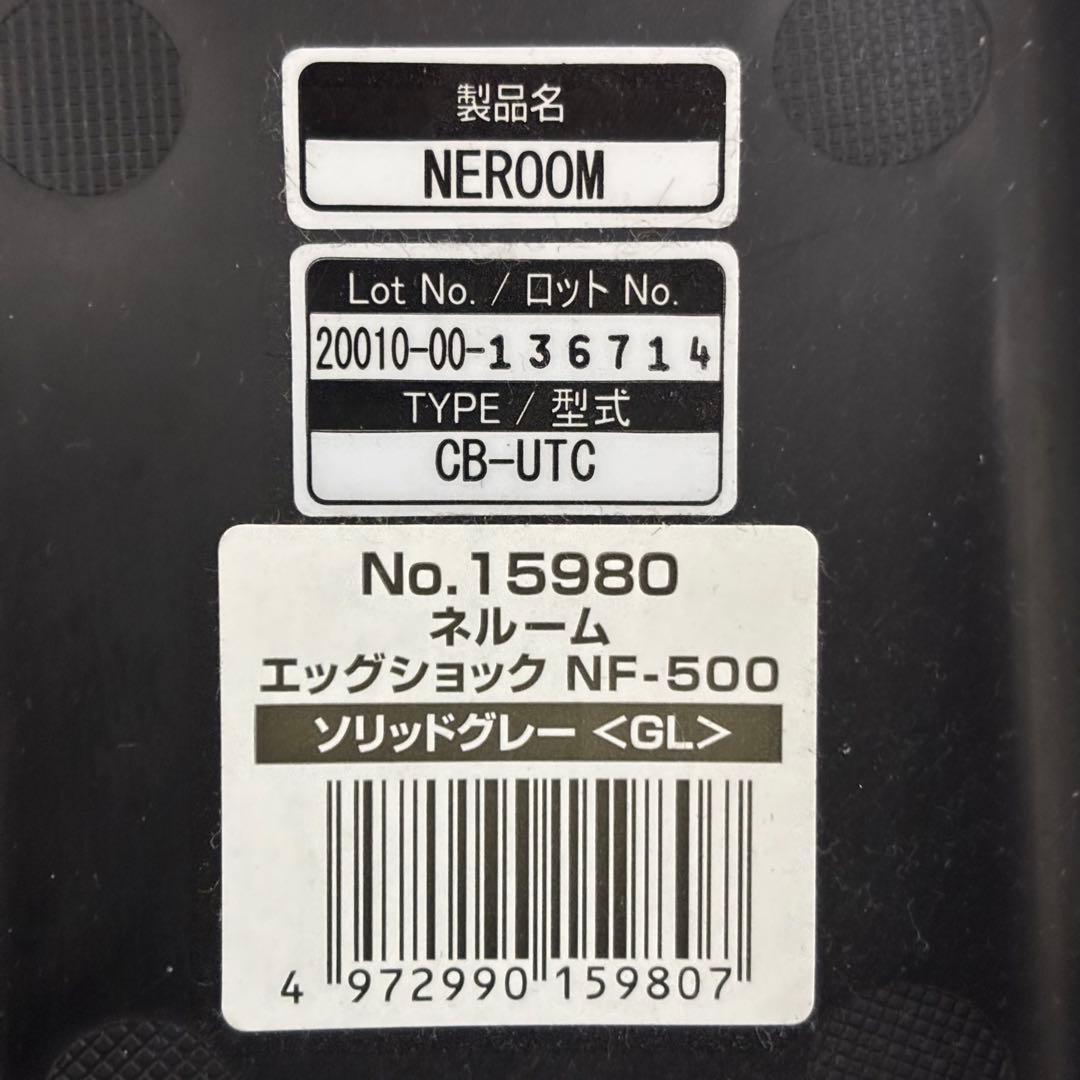 製品名
NEROOM
Lot No. / ロット No.
20010-00-136714
TYPE / 型式
CB-UTC
No.15980
ネルーム
エッグショック NF-500
ソリッドグレー <GL>
4 972990 159807